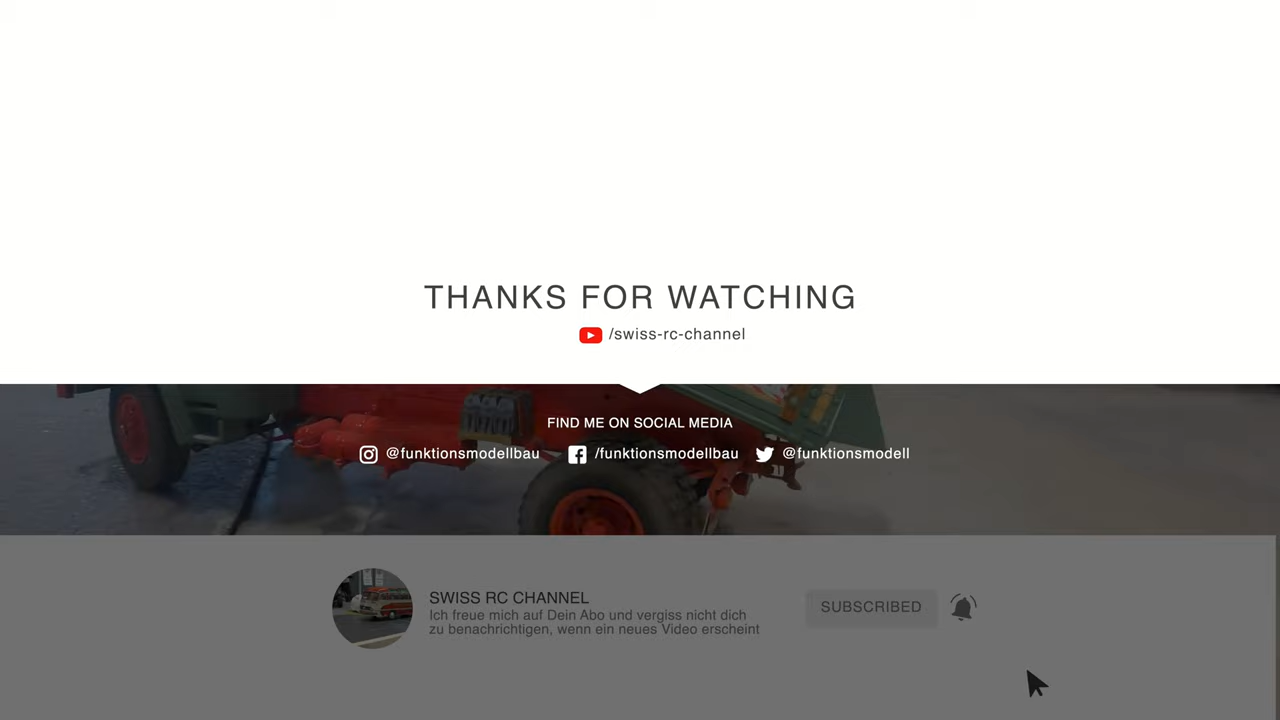 THANKS FOR WATCHING
/swiss-rc-channel
FIND ME ON SOCIAL MEDIA
@funktionsmodellbau /funktionsmodellbau @funktionsmodell
SWISS RC CHANNEL
Ich freue mich auf Dein Abo und vergiss nicht dich
zu benachrichtigen, wenn ein neues Video erscheint
SUBSCRIBED